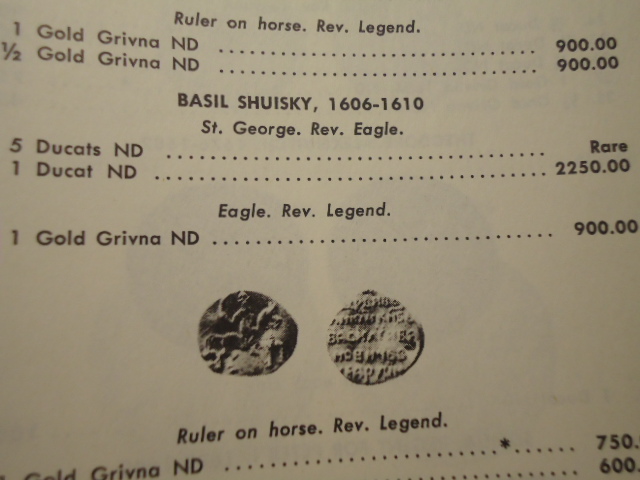 Ruler on horse. Rev. Legend.
1 Gold Grivna ND ........................................ 900.00
½ Gold Grivna ND ........................................ 900.00
BASIL SHUISKY, 1606-1610
St. George. Rev. Eagle.
5 Ducats ND ........................................ Rare
1 Ducat ND ........................................ 2250.00
Eagle. Rev. Legend.
1 Gold Grivna ND ........................................ 900.00
Ruler on horse. Rev. Legend.
* ...... 750.
Gold Grivna ND ........................................ 600.